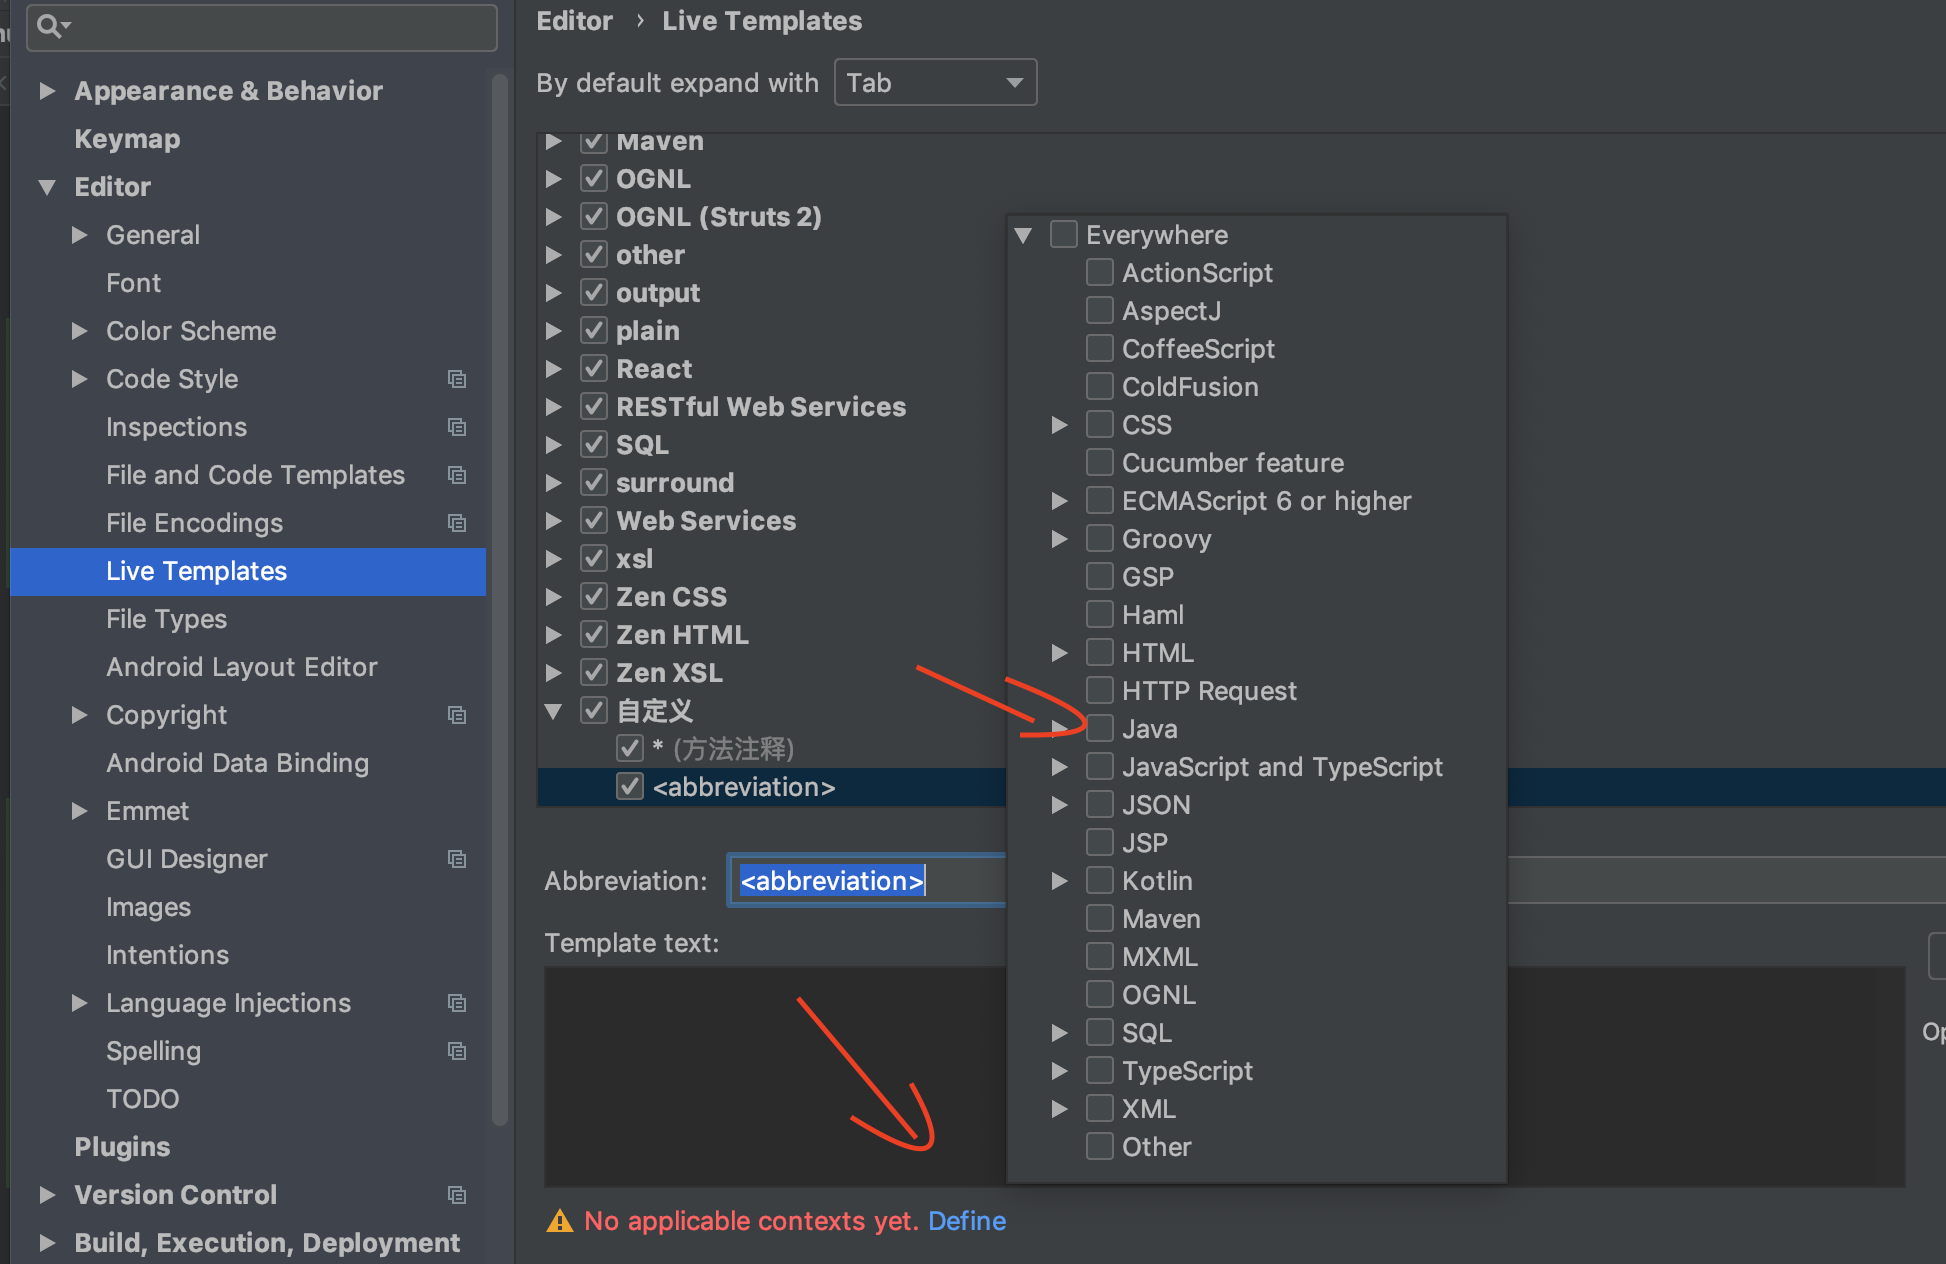 Appearance & Behavior
Keymap
Editor
General
Font
Color Scheme
Code Style
Inspections
File and Code Templates
File Encodings
Live Templates
File Types
Android Layout Editor
Copyright
Android Data Binding
Emmet
GUI Designer
Images
Intentions
Language Injections
Spelling
TODO
Plugins
Version Control
Build, Execution, Deployment
Editor › Live Templates
By default expand with Tab
Maven
OGNL
OGNL (Struts 2)
other
output
plain
React
RESTful Web Services
SQL
surround
Web Services
xsl
Zen CSS
Zen HTML
Zen XSL
自定义
* (方法注释)
<abbreviation>
Abbreviation: <abbreviation>
Template text:
No applicable contexts yet. Define
Everywhere
ActionScript
AspectJ
CoffeeScript
ColdFusion
CSS
Cucumber feature
ECMAScript 6 or higher
Groovy
GSP
Haml
HTML
HTTP Request
Java
JavaScript and TypeScript
JSON
JSP
Kotlin
Maven
MXML
OGNL
SQL
TypeScript
XML
Other